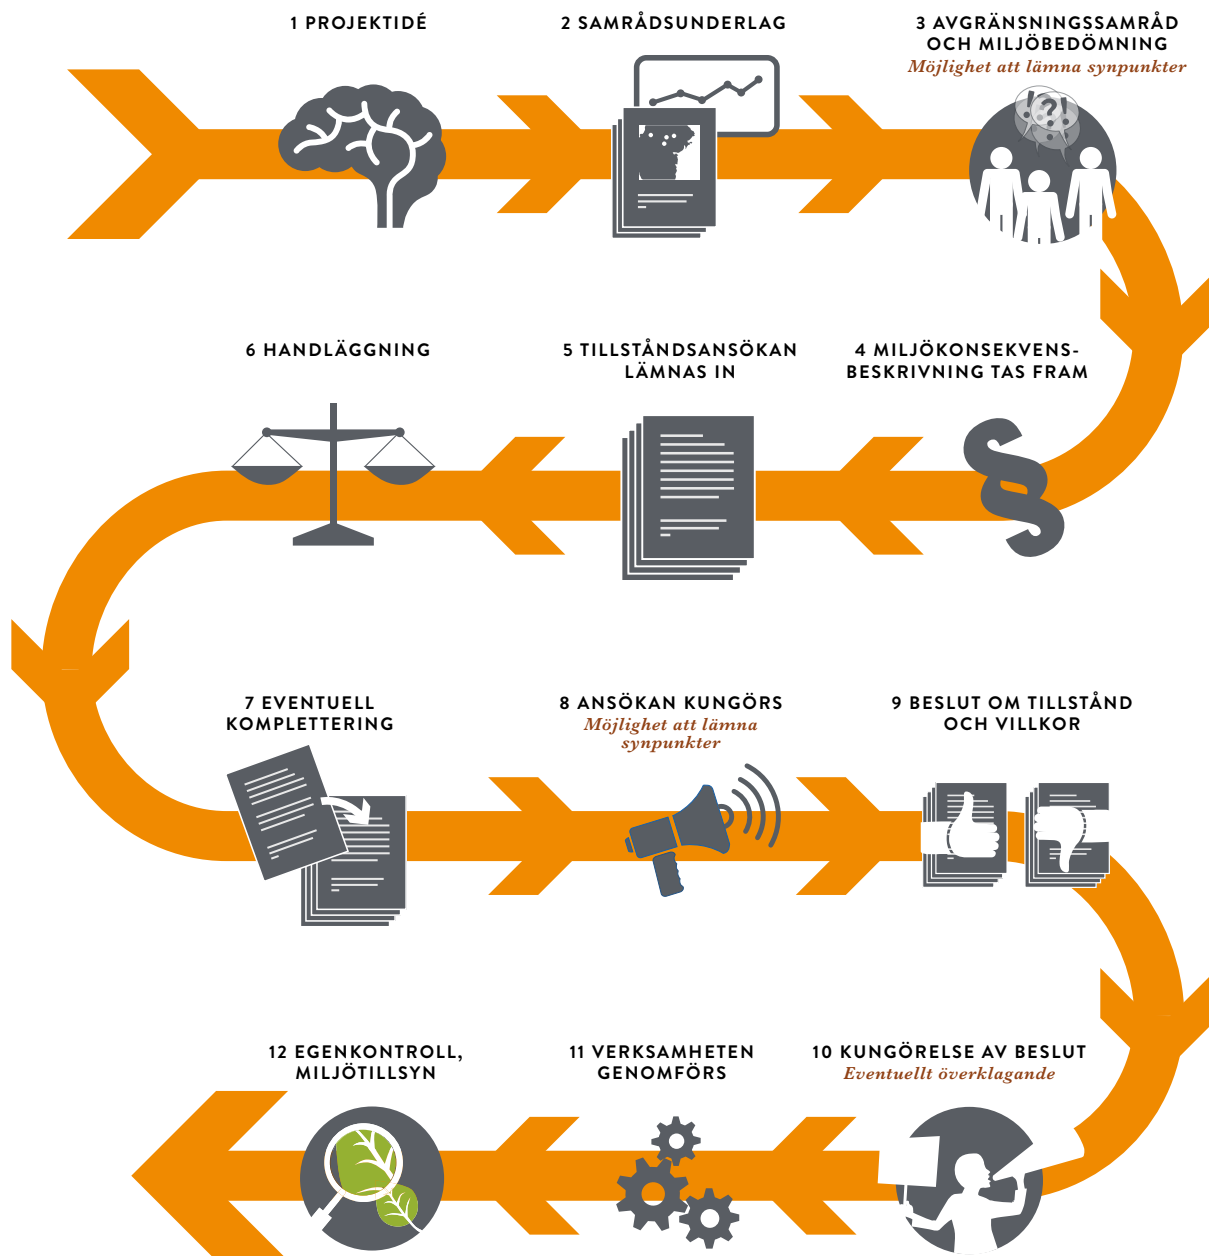 1 PROJEKTIDÉ
2 SAMRÅDSUNDERLAG
3 AVGRÄNSNINGSSAMRÅD
OCH MILJÖBEDÖMNING
Möjlighet att lämna synpunkter
!?!
4 MILJÖKONSEKVENS-
BESKRIVNING TAS FRAM
§
5 TILLSTÅNDSANSÖKAN
LÄMNAS IN
6 HANDLÄGGNING
7 EVENTUELL
KOMPLETTERING
8 ANSÖKAN KUNGÖRS
Möjlighet att lämna
synpunkter
9 BESLUT OM TILLSTÅND
OCH VILLKOR
10 KUNGÖRELSE AV BESLUT
Eventuellt överklagande
11 VERKSAMHETEN
GENOMFÖRS
12 EGENKONTROLL,
MILJÖTILLSYN